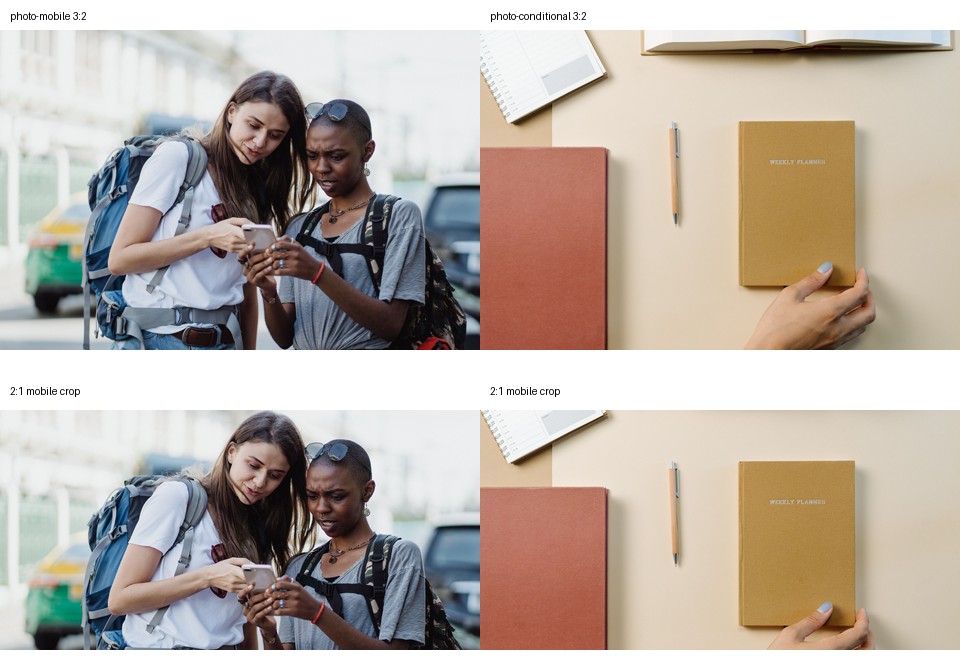 photo-mobile 3:2
photo-conditional 3:2
WEEKLY PLANNER
2:1 mobile crop
2:1 mobile crop
WEEKLY PLANNER